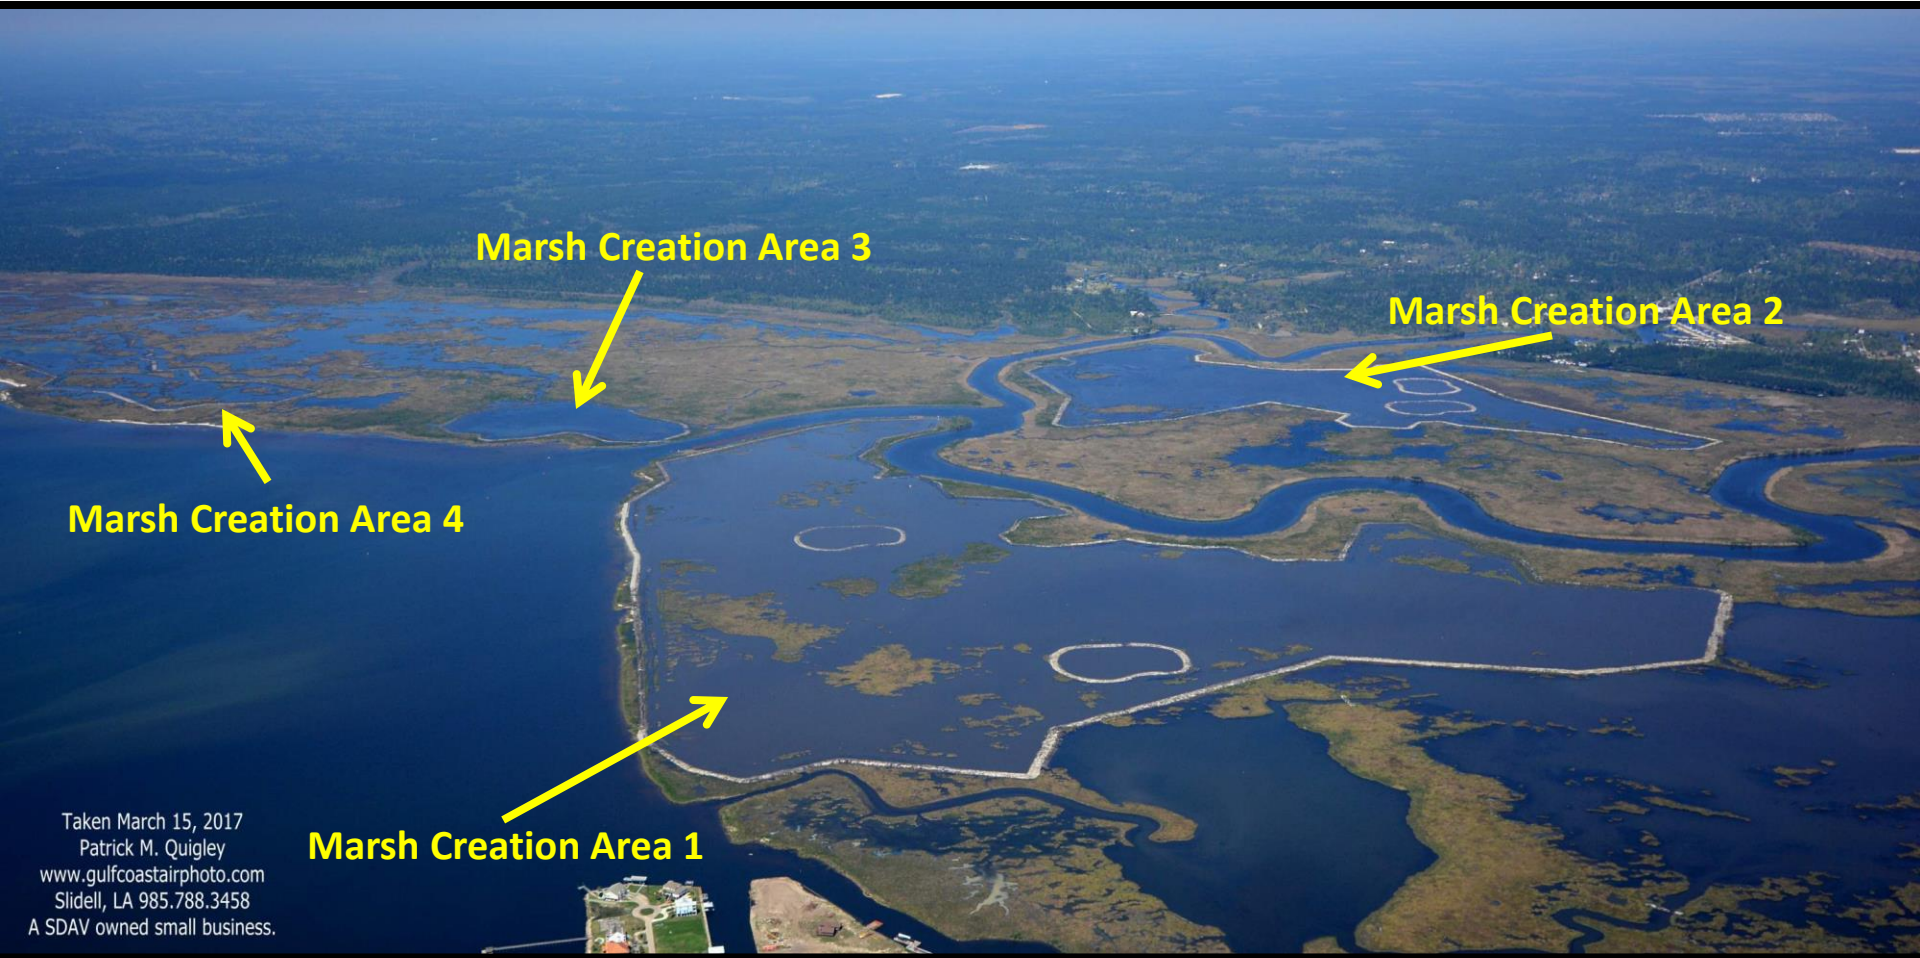 Marsh Creation Area 3
Marsh Creation Area 2
Marsh Creation Area 4
Marsh Creation Area 1
Taken March 15, 2017
Patrick M. Quigley
www.gulfcoastairphoto.com
Slidell, LA 985.788.3458
A SDAV owned small business.